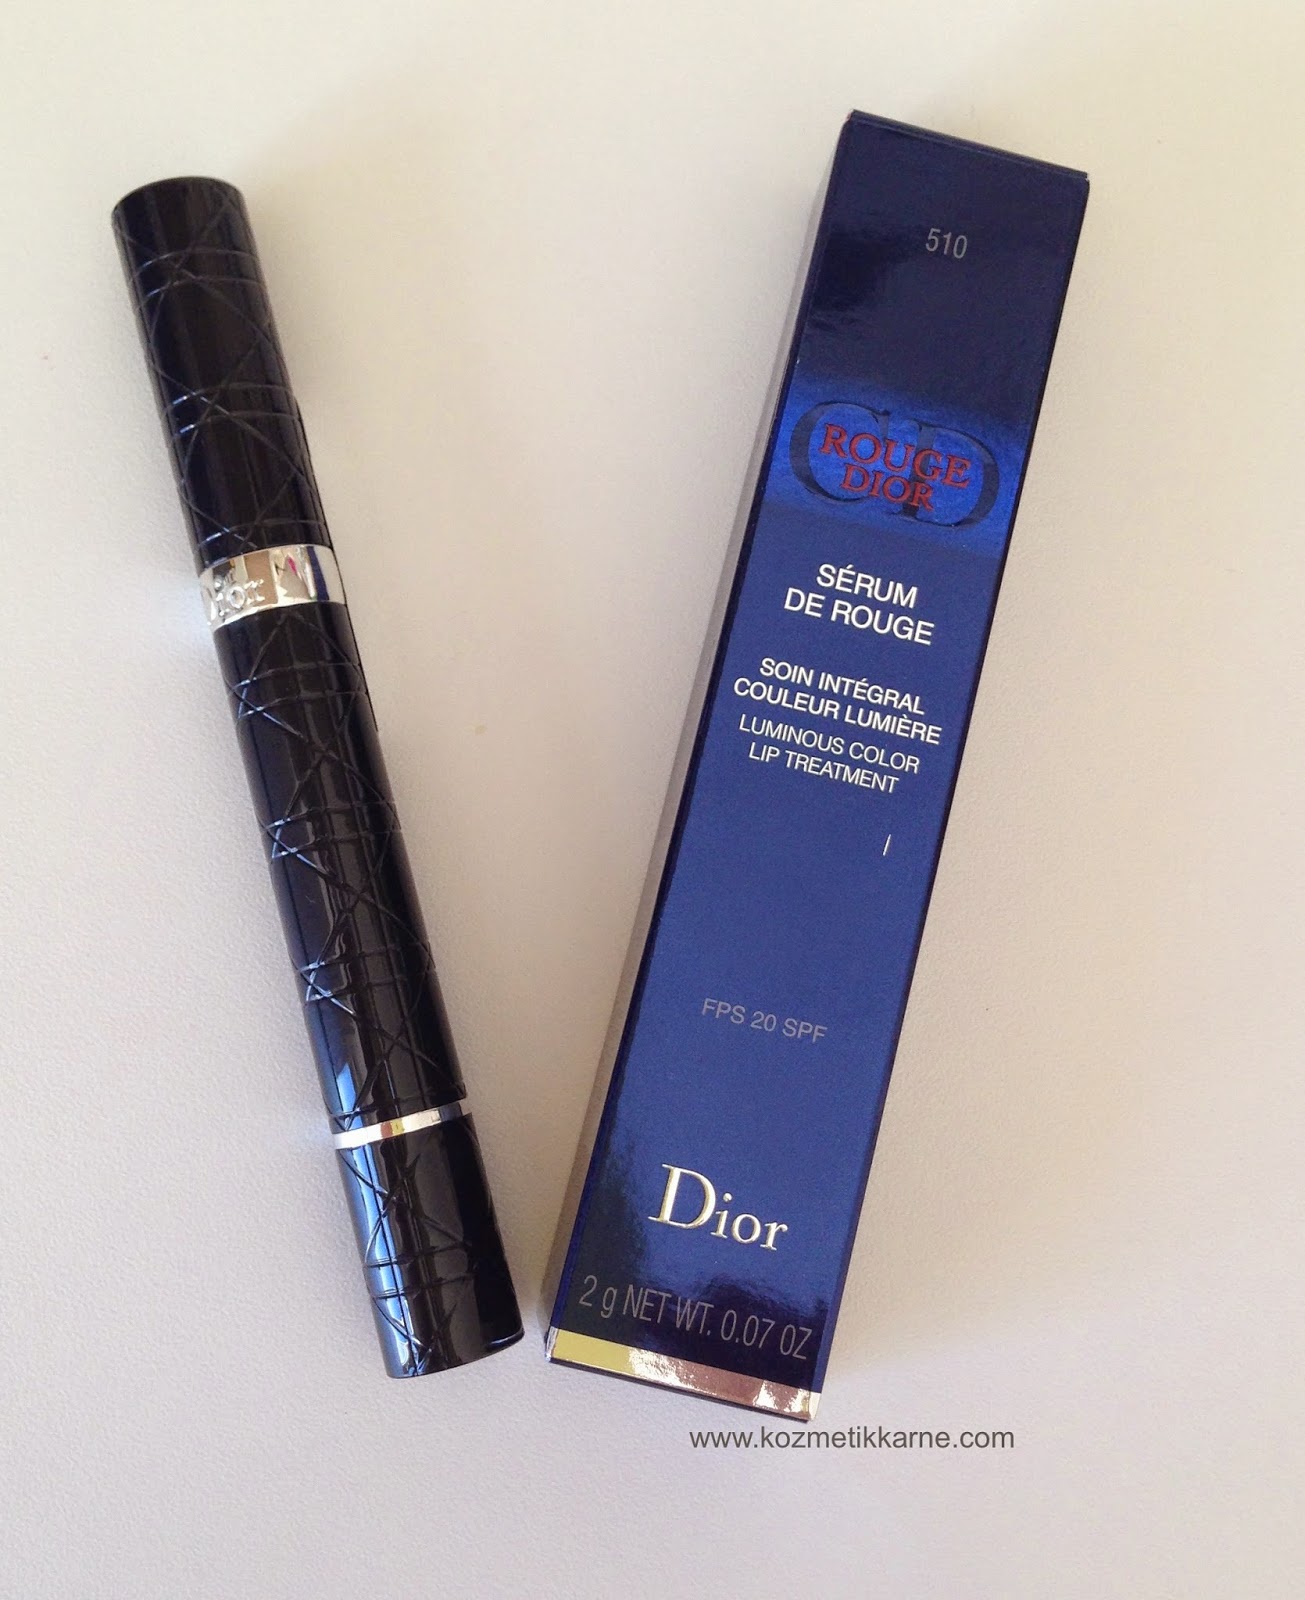 510
CD
ROUGE
DIOR
SÉRUM
DE ROUGE
SOIN INTÉGRAL
COULEUR LUMIÈRE
LUMINOUS COLOR
LIP TREATMENT
FPS 20 SPF
Dior
2 g NET WT. 0.07 OZ
Dior
www.kozmetikkarne.com